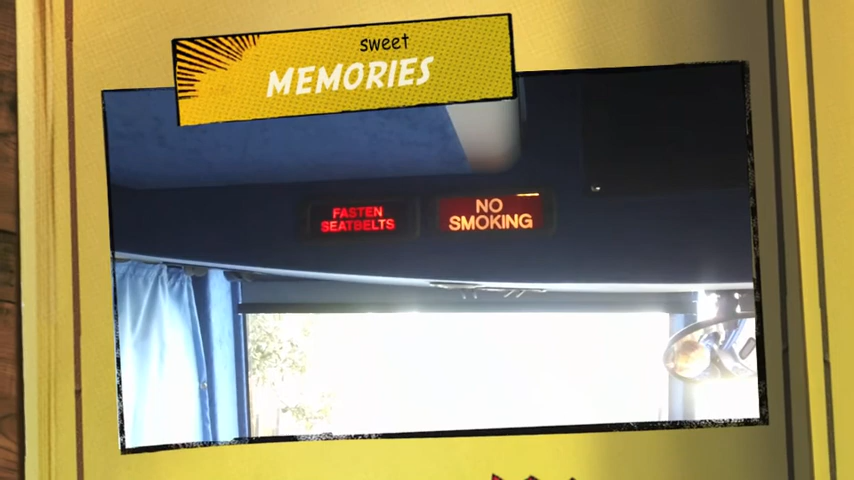 sweet
MEMORIES
FASTEN
SEATBELTS
NO
SMOKING